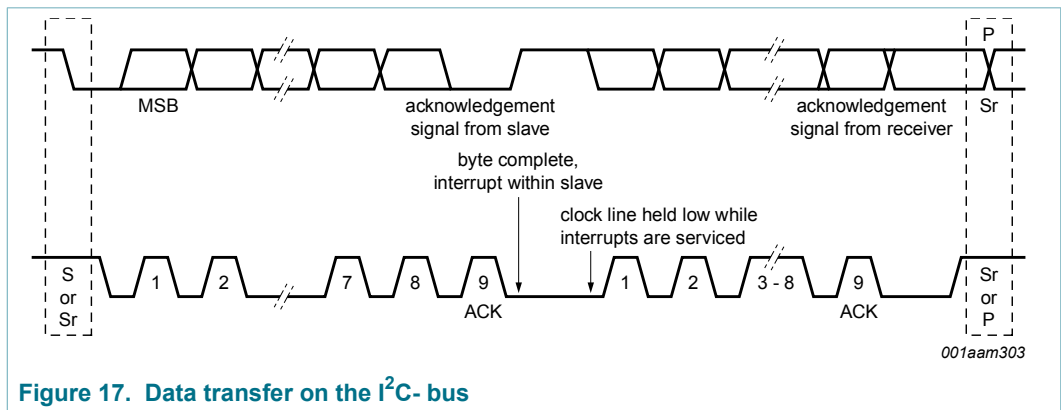 P
MSB
acknowledgement
signal from slave
acknowledgement
signal from receiver
Sr
byte complete,
interrupt within slave
clock line held low while
interrupts are serviced
S
or
Sr
1
2
7
8
9
ACK
1
2
3 - 8
9
ACK
Sr
or
P
001aam303
Figure 17. Data transfer on the I²C- bus